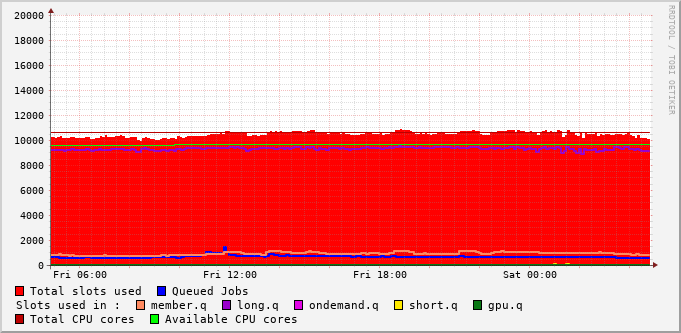 20000
18000
16000
14000
12000
10000
8000
6000
4000
2000
0
Fri 06:00 Fri 12:00 Fri 18:00 Sat 00:00
RRDTOOL / TOBI OETIKER
Total slots used Queued Jobs
Slots used in : member.q long.q ondemand.q short.q gpu.q
Total CPU cores Available CPU cores